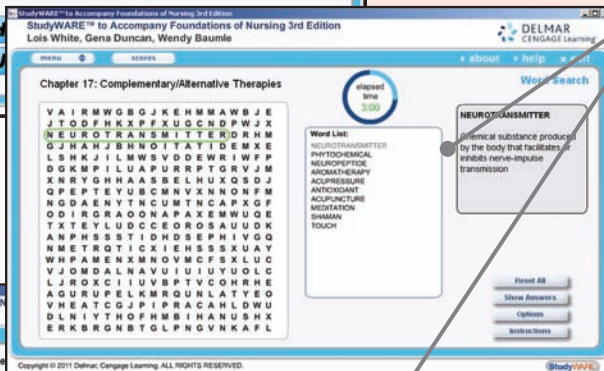 StudyWARE™ to Accompany Foundations of Nursing 3rd Edition
StudyWARE™ to Accompany Foundations of Nursing 3rd Edition
Lois White, Gena Duncan, Wendy Baumle
DELMAR
CENGAGE Learning
menu
scores
about
help
Chapter 17: Complementary/Alternative Therapies
elapsed
time
3:00
Word Search
V A I R M W G B G J K E H M M A W B J E
J T O D F H K X P F X U G C N D P W J X
N E U R O T R A N S M I T T E R D R H M
G J H A H J B H N O I T A T I D E M X E
L S H K J I L M W S V D D E W R I W F P
D G K M P I L U A P U R R P T G R V J M
X N R Y G H H A A S B E L H U X Q S D J
Q P E P T E Y U B C M N V X N N O N F M
N G D A E N Y T N C U M T N C A P X G F
O D I R G R A O O N A P A X E M W U Q E
T X T E Y L U D C C E O R O S A U U D K
A N P H S S S T I D H D S E P H I V G Q
N M E T R Q T I C X I E H S S S X U A Y
W H P A M E N X M N O V M C F S X L U C
V J O M D A L N A V U I U I U Y U O L C
L J R O X C I I U V B P T V C O H R H E
A G U R U P E L K M R Q U N L A T Y E O
V H E A T C G J P I P R A C A H L D W U
D L N I Y T H O F H M B I H A N U S H X
E R K B R G N B T G L P N G V N K A F L
Word List:
NEUROTRANSMITTER
PHYTOCHEMICAL
NEUROPEPTIDE
AROMATHERAPY
ACUPRESSURE
ANTIOXIDANT
ACUPUNCTURE
MEDITATION
SHAMAN
TOUCH
NEUROTRANSMITTER
Chemical substance produced
by the body that facilitates or
inhibits nerve-impulse
transmission
Reset All
Show Answers
Options
Instructions
Copyright © 2011 Delmar, Cengage Learning. ALL RIGHTS RESERVED.
StudyWARE